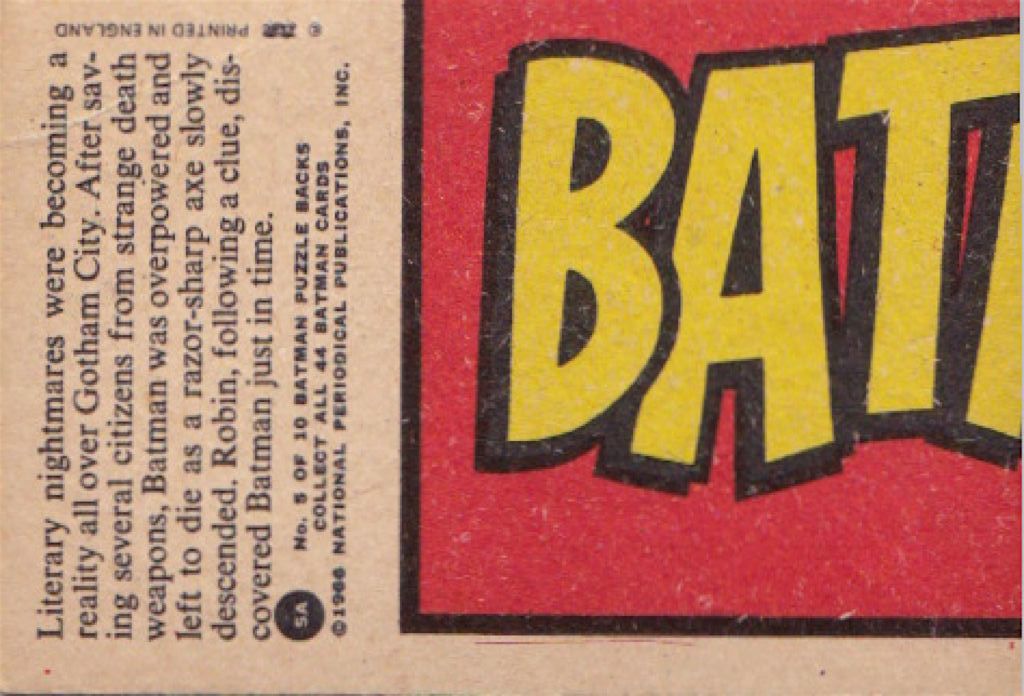 Literary nightmares were becoming a
reality all over Gotham City. After sav-
ing several citizens from strange death
weapons, Batman was overpowered and
left to die as a razor-sharp axe slowly
descended. Robin, following a clue, dis-
covered Batman just in time.
5A
No. 5 OF 10 BATMAN PUZZLE BACKS
COLLECT ALL 44 BATMAN CARDS
©1966 NATIONAL PERIODICAL PUBLICATIONS, INC.
PRINTED IN ENGLAND
BAT